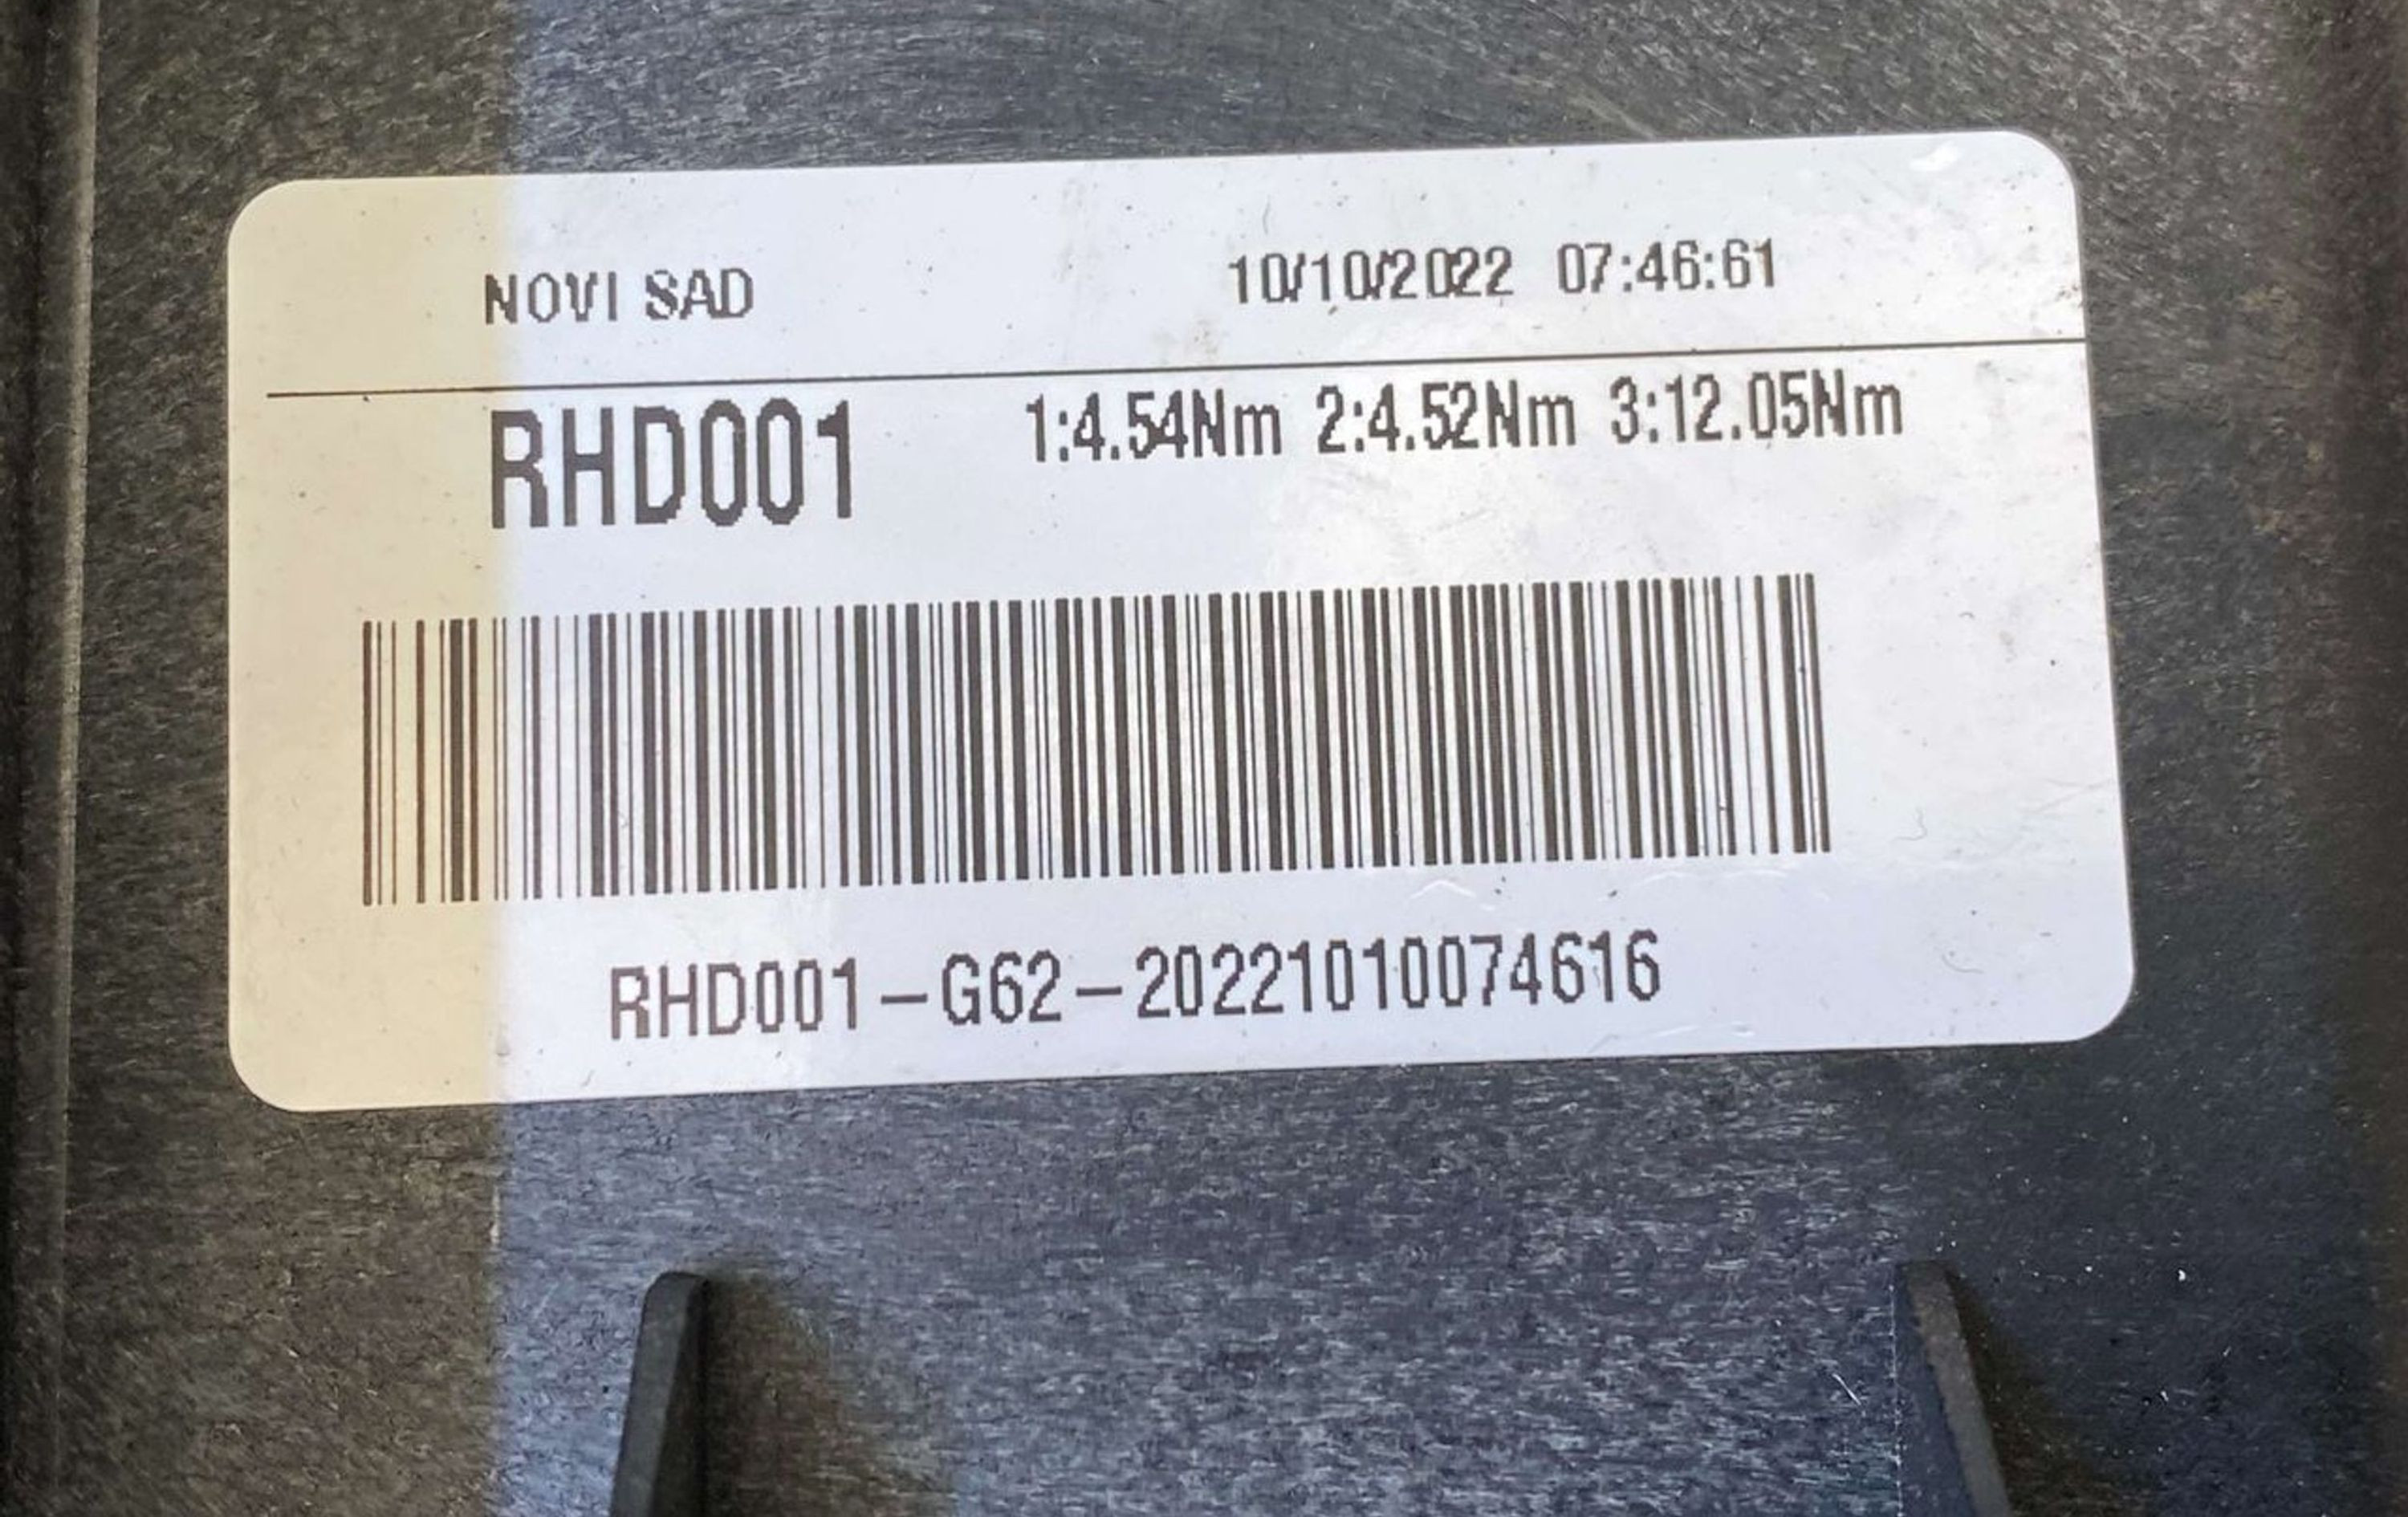 NOVI SAD 10/10/2022 07:46:61
RHD001 1:4.54Nm 2:4.52Nm 3:12.05Nm
RHD001-G62-20221010074616